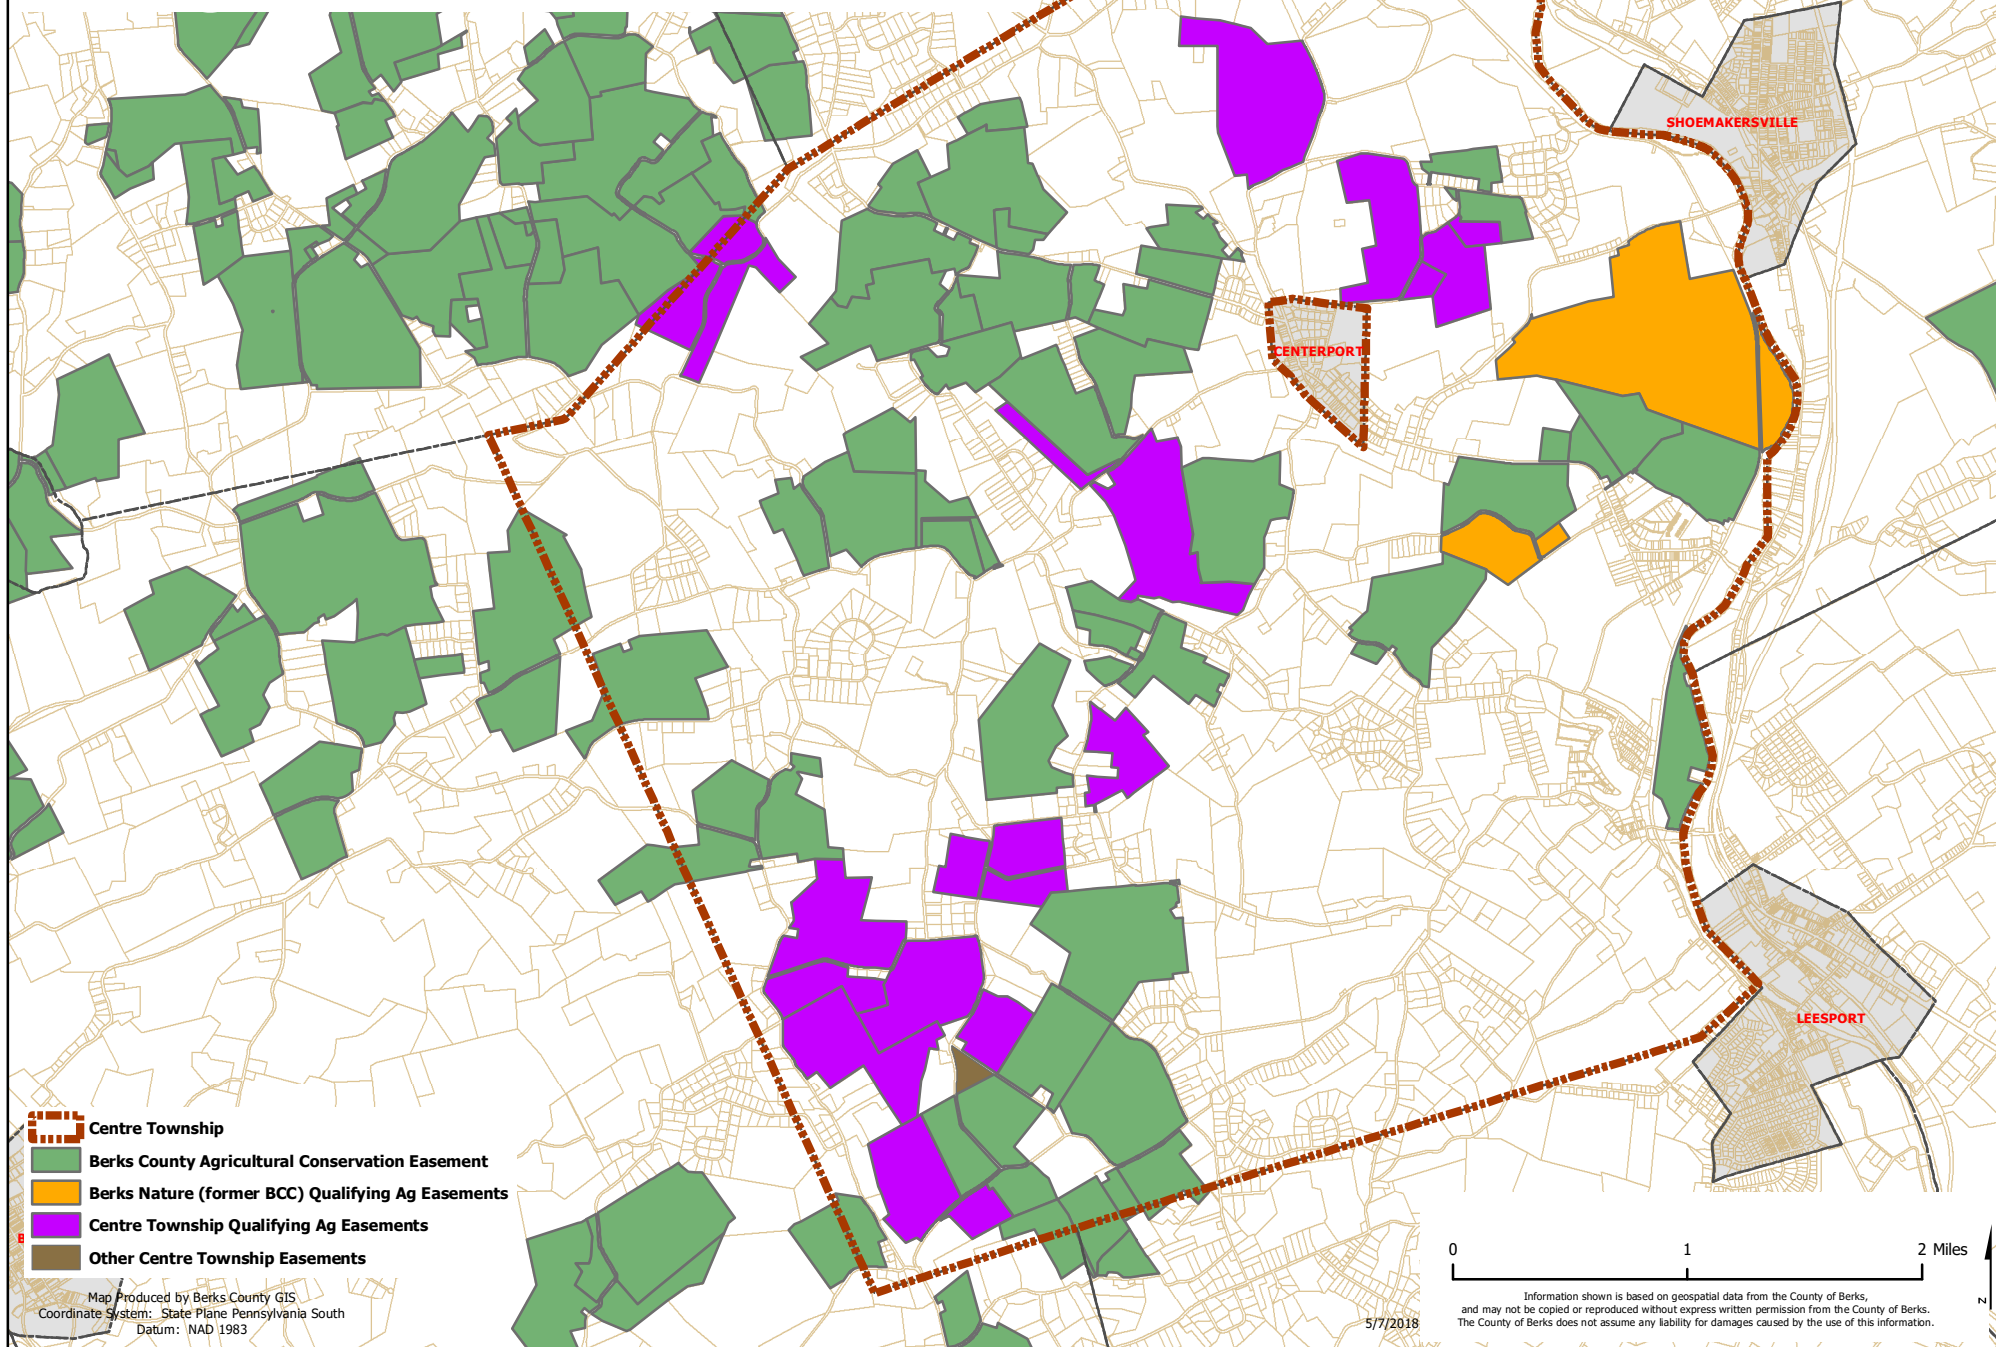 SHOEMAKERSVILLE
CENTERPORT
LEESPORT
Centre Township
Berks County Agricultural Conservation Easement
Berks Nature (former BCC) Qualifying Ag Easements
Centre Township Qualifying Ag Easements
Other Centre Township Easements
B
Map Produced by Berks County GIS
Coordinate System: State Plane Pennsylvania South
Datum: NAD 1983
0 1 2 Miles
Information shown is based on geospatial data from the County of Berks,
and may not be copied or reproduced without express written permission from the County of Berks.
The County of Berks does not assume any liability for damages caused by the use of this information.
5/7/2018
N